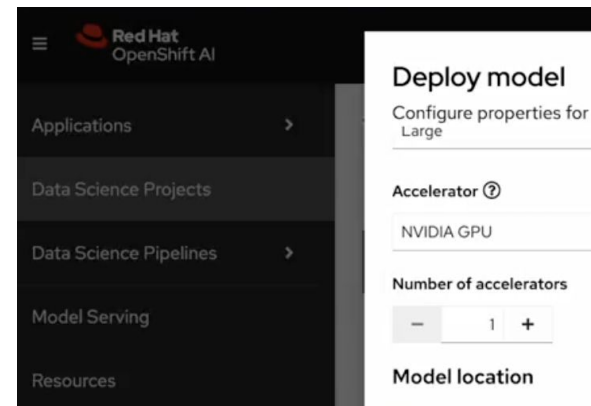 Red Hat
OpenShift AI
Applications
Data Science Projects
Data Science Pipelines
Model Serving
Resources
Deploy model
Configure properties for
Large
Accelerator
NVIDIA GPU
Number of accelerators
1
Model location